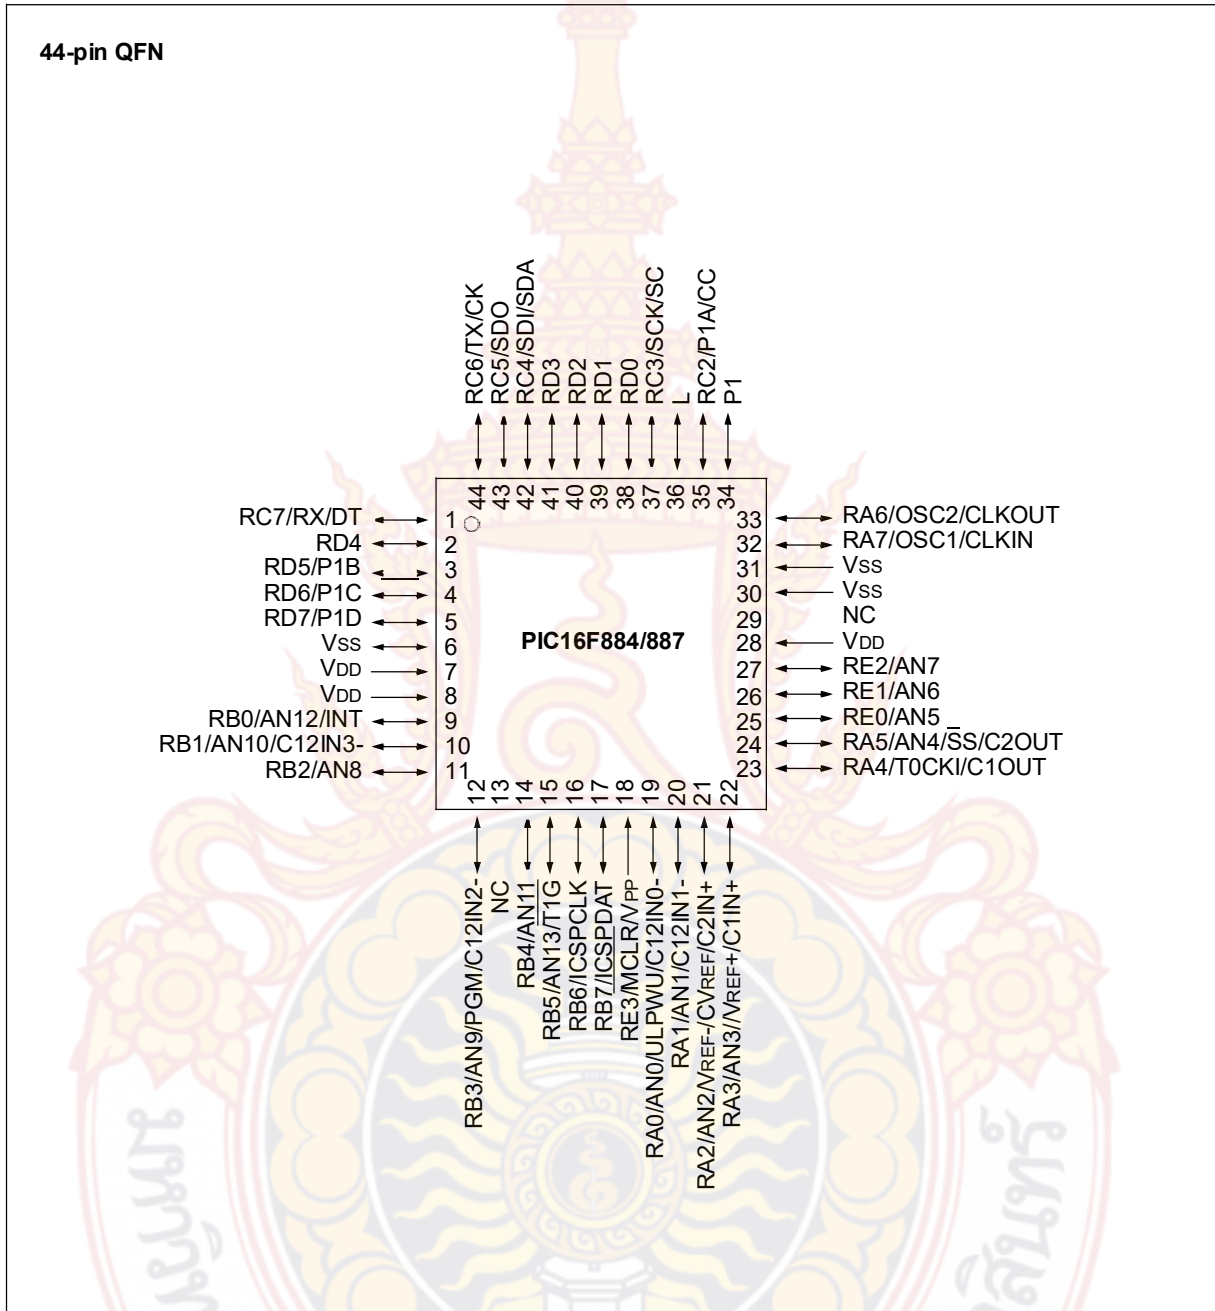 44-pin QFN
RC6/TX/CK
RC5/SDO
RC4/SDI/SDA
RD3
RD2
RD1
RD0
RC3/SCK/SC
L
RC2/P1A/CC
P1
44
43
42
41
40
39
38
37
36
35
34
RC7/RX/DT 1
RD4 2
RD5/P1B 3
RD6/P1C 4
RD7/P1D 5
VSS 6
VDD 7
VDD 8
RB0/AN12/INT 9
RB1/AN10/C12IN3- 10
RB2/AN8 11
PIC16F884/887
33 RA6/OSC2/CLKOUT
32 RA7/OSC1/CLKIN
31 VSS
30 VSS
29 NC
28 VDD
27 RE2/AN7
26 RE1/AN6
25 RE0/AN5
24 RA5/AN4/SS/C2OUT
23 RA4/T0CKI/C1OUT
12
13
14
15
16
17
18
19
20
21
22
RB3/AN9/PGM/C12IN2-
NC
RB4/AN11
RB5/AN13/T1G
RB6/ICSPCLK
RB7/ICSPDAT
RE3/MCLR/VPP
RA0/AN0/ULPWU/C12IN0-
RA1/AN1/C12IN1-
RA2/AN2/VREF-/CVREF/C2IN+
RA3/AN3//VREF+/C1IN+